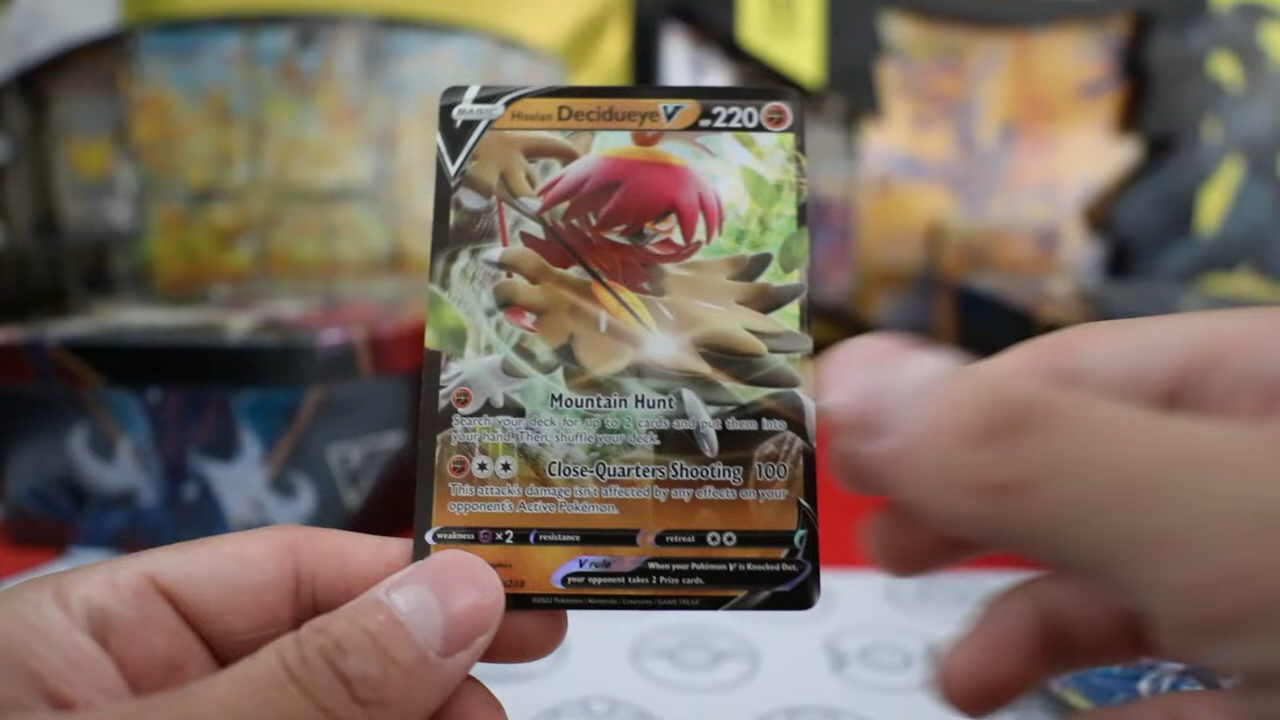 BASIC Hisuian Decidueye V HP 220
Mountain Hunt
Search your deck for up to 2 cards and put them into
your hand. Then, shuffle your deck.
Close-Quarters Shooting 100
This attack's damage isn't affected by any effects on your
opponent's Active Pokémon.
weakness ×2 resistance retreat
V rule When your Pokémon V is Knocked Out,
your opponent takes 2 Prize cards.
©2022 Pokémon / Nintendo / Creatures / GAME FREAK